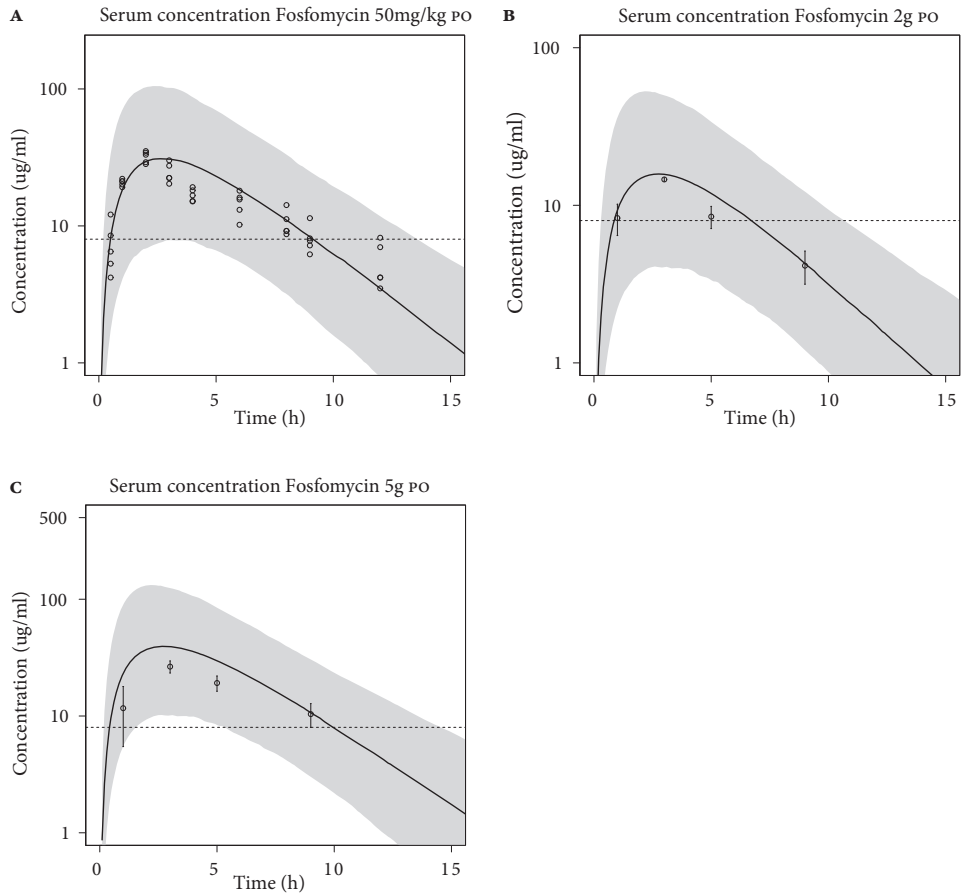 A Serum concentration Fosfomycin 50mg/kg PO
Concentration (ug/ml)
100
10
1
0 5 10 15
Time (h)
B Serum concentration Fosfomycin 2g PO
Concentration (ug/ml)
100
10
1
0 5 10 15
Time (h)
C Serum concentration Fosfomycin 5g PO
Concentration (ug/ml)
500
100
10
1
0 5 10 15
Time (h)